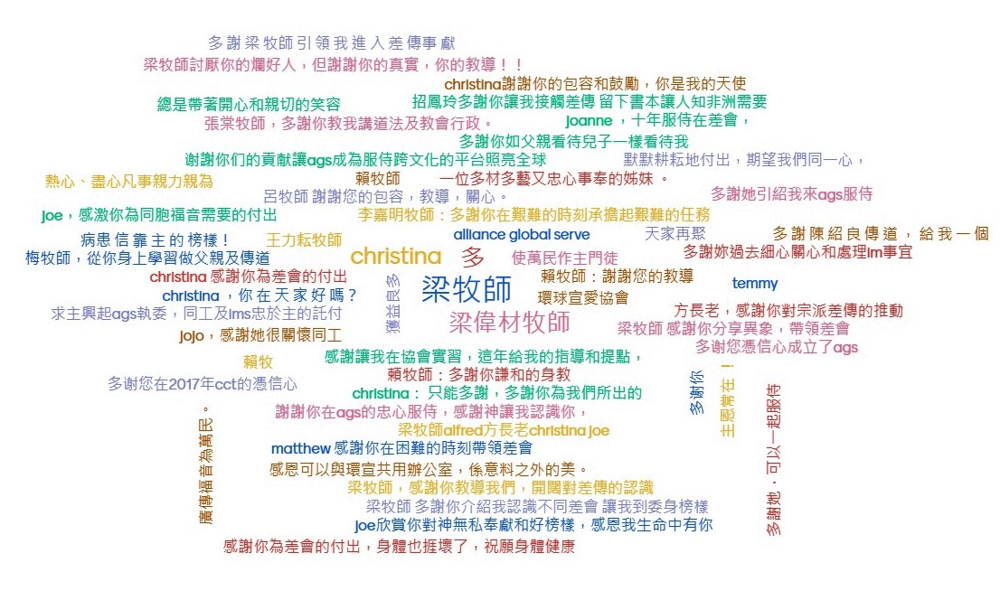 多謝梁牧師引領我進入差傳事獻
梁牧師討厭你的爛好人，但謝謝你的真實，你的教導！！
christina謝謝你的包容和鼓勵，你是我的天使
總是帶著開心和親切的笑容
招鳳玲多謝你讓我接觸差傳 留下書本讓人知非洲需要
張棠牧師，多謝你教我講道法及教會行政。
joanne ，十年服侍在差會，
多謝你如父親看待兒子一樣看待我
谢謝你们的貢献讓ags成為服侍跨文化的平台照亮全球
默默耕耘地付出，期望我們同一心，
熱心、盡心凡事親力親為
賴牧師
一位多材多藝又忠心事奉的姊妹 。
呂牧師 謝謝您的包容，教導，關心。
多謝她引紹我來ags服侍
joe，感激你為同胞福音需要的付出
李嘉明牧師：多謝你在艱難的時刻承擔起艱難的任務
alliance global serve
天家再聚
多謝陳紹良傳道，給我一個
病患信靠主的榜樣！
王力耘牧師
christina
多
使萬民作主門徒
多謝妳過去細心關心和處理im事宜
梅牧師，從你身上學習做父親及傳道
christina 感謝你為差會的付出
獲益良多
梁牧師
賴牧師：謝謝您的教導
temmy
christina ，你在天家好嗎？
環球宣愛協會
求主興起ags執委，同工及ims忠於主的託付
梁偉材牧師
方長老，感謝你對宗派差傳的推動
梁牧師 感謝你分享異象，帶領差會
jojo，感謝她很關懷同工
多谢您憑信心成立了ags
賴牧
感謝讓我在協會實習，這年給我的指導和提點，
賴牧師：多謝你謙和的身教
多谢您在2017年cct的憑信心
多謝你
主恩常在！
christina： 只能多謝，多謝你為我們所出的
謝謝你在ags的忠心服侍，感謝神讓我認識你，
廣傳福音為萬民。
多謝她．可以一起服侍
梁牧師alfred方長老christina joe
matthew 感謝你在困難的時刻帶領差會
感恩可以與環宣共用辦公室，係意料之外的美。
梁牧師，感謝你教導我們，開闊對差傳的認識
梁牧師 多謝你介紹我認識不同差會 讓我到委身榜樣
joe欣賞你對神無私奉獻和好榜樣，感恩我生命中有你
感謝你為差會的付出，身體也捱壞了，祝願身體健康